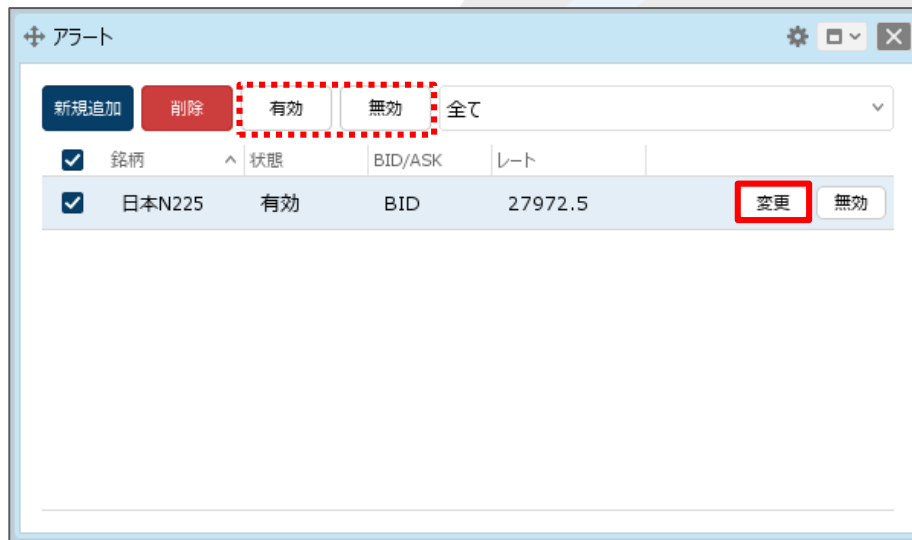 アラート
新規追加 削除 有効 無効 全て
銘柄 状態 BID/ASK レート
日本N225 有効 BID 27972.5 変更 無効